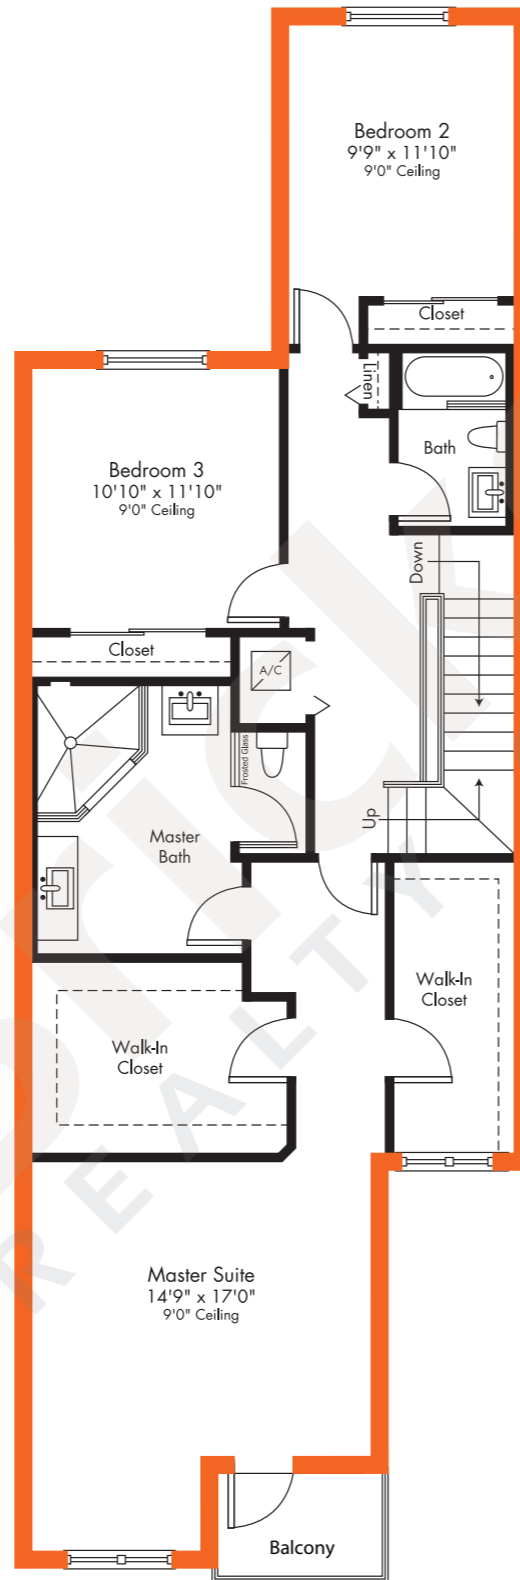 Bedroom 2
9'9" x 11'10"
9'0" Ceiling
Closet
Linen
Bath
Bedroom 3
10'10" x 11'10"
9'0" Ceiling
Down
Closet
A/C
Frosted Glass
Up
Master
Bath
Walk-In
Closet
Walk-In
Closet
Master Suite
14'9" x 17'0"
9'0" Ceiling
Balcony
brick
REALTY